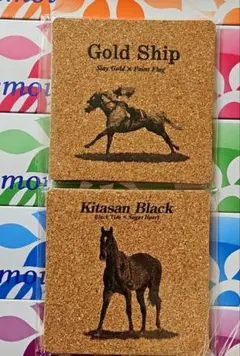 Gold Ship
Stay Gold × Point Flag
Kitasan Black
Black Tide × Sugar Heart